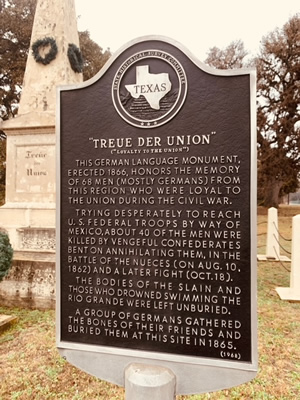 STATE HISTORICAL SURVEY COMMITTEE
TEXAS
"TREUE DER UNION"
("LOYALTY TO THE UNION")
THIS GERMAN LANGUAGE MONUMENT,
ERECTED 1866, HONORS THE MEMORY
OF 68 MEN (MOSTLY GERMANS) FROM
THIS REGION WHO WERE LOYAL TO
THE UNION DURING THE CIVIL WAR.
TRYING DESPERATELY TO REACH
U.S. FEDERAL TROOPS BY WAY OF
MEXICO, ABOUT 40 OF THE MEN WERE
KILLED BY VENGEFUL CONFEDERATES
BENT ON ANNIHILATING THEM, IN THE
BATTLE OF THE NUECES (ON AUG. 10,
1862) AND A LATER FIGHT (OCT. 18).
THE BODIES OF THE SLAIN AND
THOSE WHO DROWNED SWIMMING THE
RIO GRANDE WERE LEFT UNBURIED.
A GROUP OF GERMANS GATHERED
THE BONES OF THEIR FRIENDS AND
BURIED THEM AT THIS SITE IN 1865.
(1968)
Treue der
Union